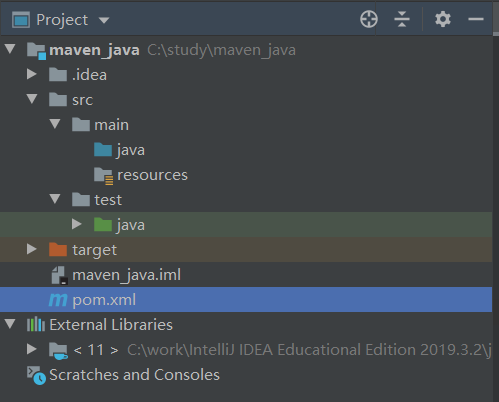 Project
maven_java C:\study\maven_java
.idea
src
main
java
resources
test
java
target
maven_java.iml
pom.xml
External Libraries
< 11 > C:\work\IntelliJ IDEA Educational Edition 2019.3.2\j
Scratches and Consoles